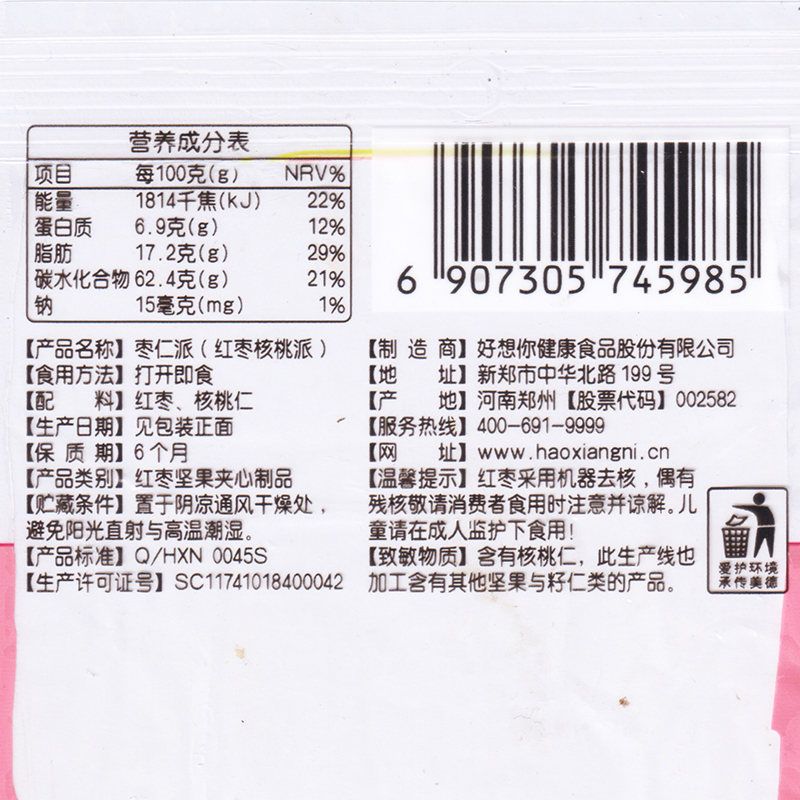 营养成分表
项目 每100克(g) NRV%
能量 1814千焦(kJ) 22%
蛋白质 6.9克(g) 12%
脂肪 17.2克(g) 29%
碳水化合物 62.4克(g) 21%
钠 15毫克(mg) 1%
6 907305 745985
【产品名称】枣仁派（红枣核桃派）
【食用方法】打开即食
【配 料】红枣、核桃仁
【生产日期】见包装正面
【保 质 期】6个月
【产品类别】红枣坚果夹心制品
【贮藏条件】置于阴凉通风干燥处，
避免阳光直射与高温潮湿。
【产品标准】Q/HXN 0045S
【生产许可证号】SC11741018400042
【制 造 商】好想你健康食品股份有限公司
【地 址】新郑市中华北路199号
【产 地】河南郑州【股票代码】002582
【服务热线】400-691-9999
【网 址】www.haoxiangni.cn
【温馨提示】红枣采用机器去核，偶有
残核敬请消费者食用时注意并谅解。儿
童请在成人监护下食用！
【致敏物质】含有核桃仁，此生产线也
加工含有其他坚果与籽仁类的产品。
爱护环境
承传美德